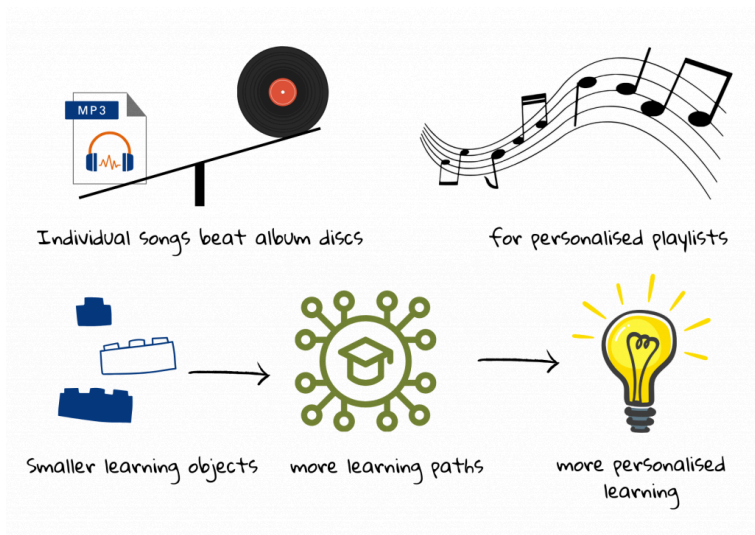 MP3
Individual songs beat album discs
for personalised playlists
Smaller learning objects
more learning paths
more personalised
learning